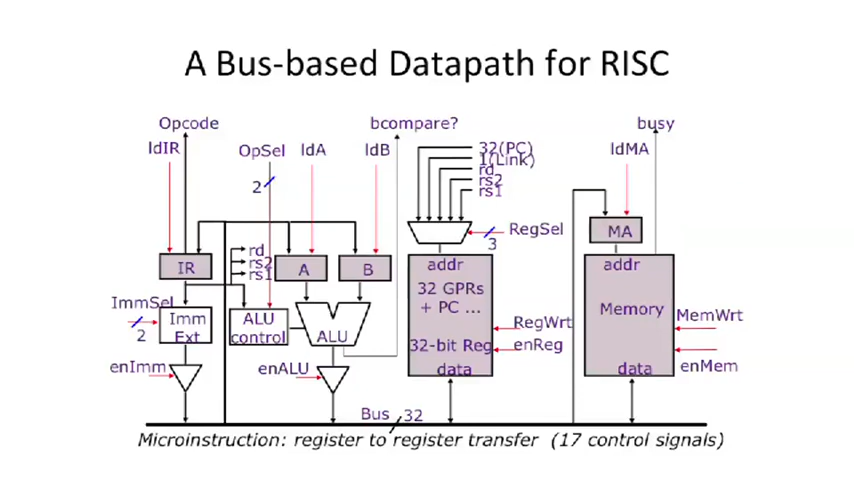 A Bus-based Datapath for RISC
Opcode
bcompare?
busy
ldIR
OpSel
ldA
ldB
32(PC)
1(Link)
rd
rs2
rs1
ldMA
2
RegSel
3
MA
IR
rd
rs2
rs1
A
B
addr
addr
32 GPRs
+ PC ...
32-bit Reg
data
Memory
data
ImmSel
2
Imm
Ext
ALU
control
ALU
RegWrt
enReg
MemWrt
enMem
enImm
enALU
Bus
32
Microinstruction: register to register transfer (17 control signals)